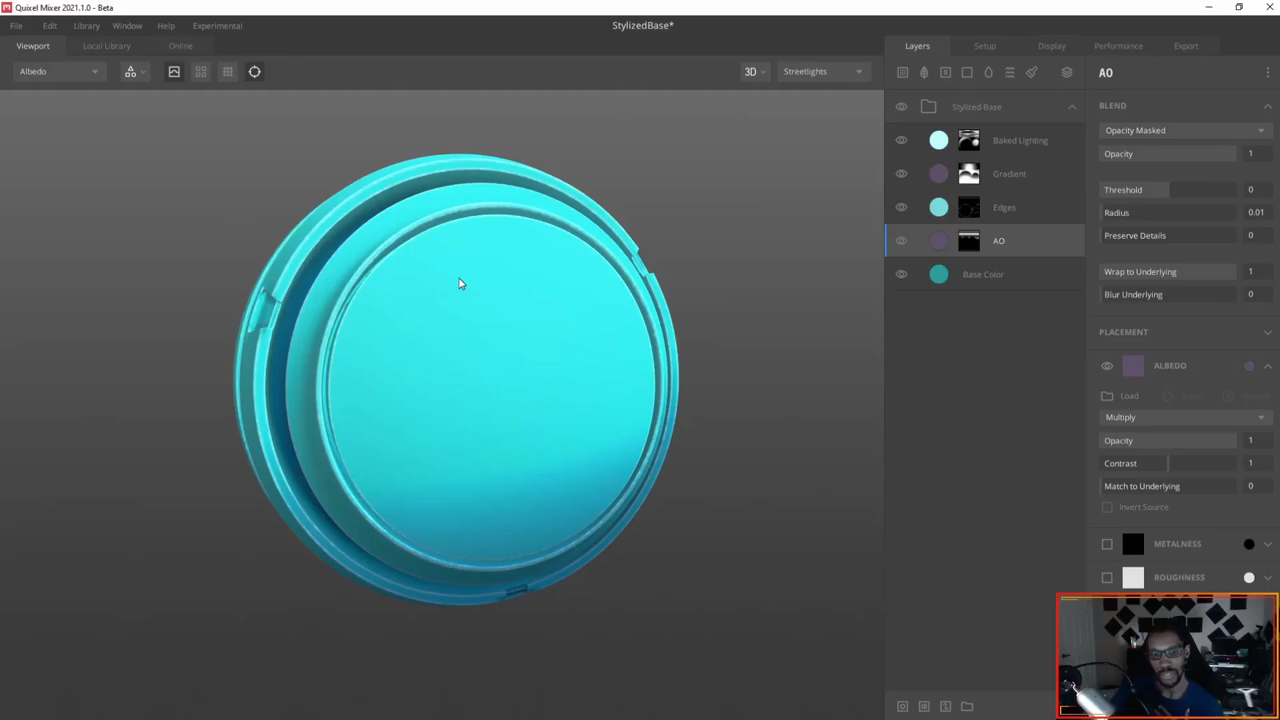 Quixel Mixer 2021.1.0 - Beta
File Edit Library Window Help Experimental
StylizedBase*
Viewport Local Library Online
Layers Setup Display Performance Export
Albedo
3D
Streetlights
AO
Stylized Base
Baked Lighting
Gradient
Edges
AO
Base Color
BLEND
Opacity Masked
Opacity 1
Threshold 0
Radius 0.01
Preserve Details 0
Wrap to Underlying 1
Blur Underlying 0
PLACEMENT
ALBEDO
Load
Multiply
Opacity 1
Contrast 1
Match to Underlying 0
Invert Source
METALNESS
ROUGHNESS